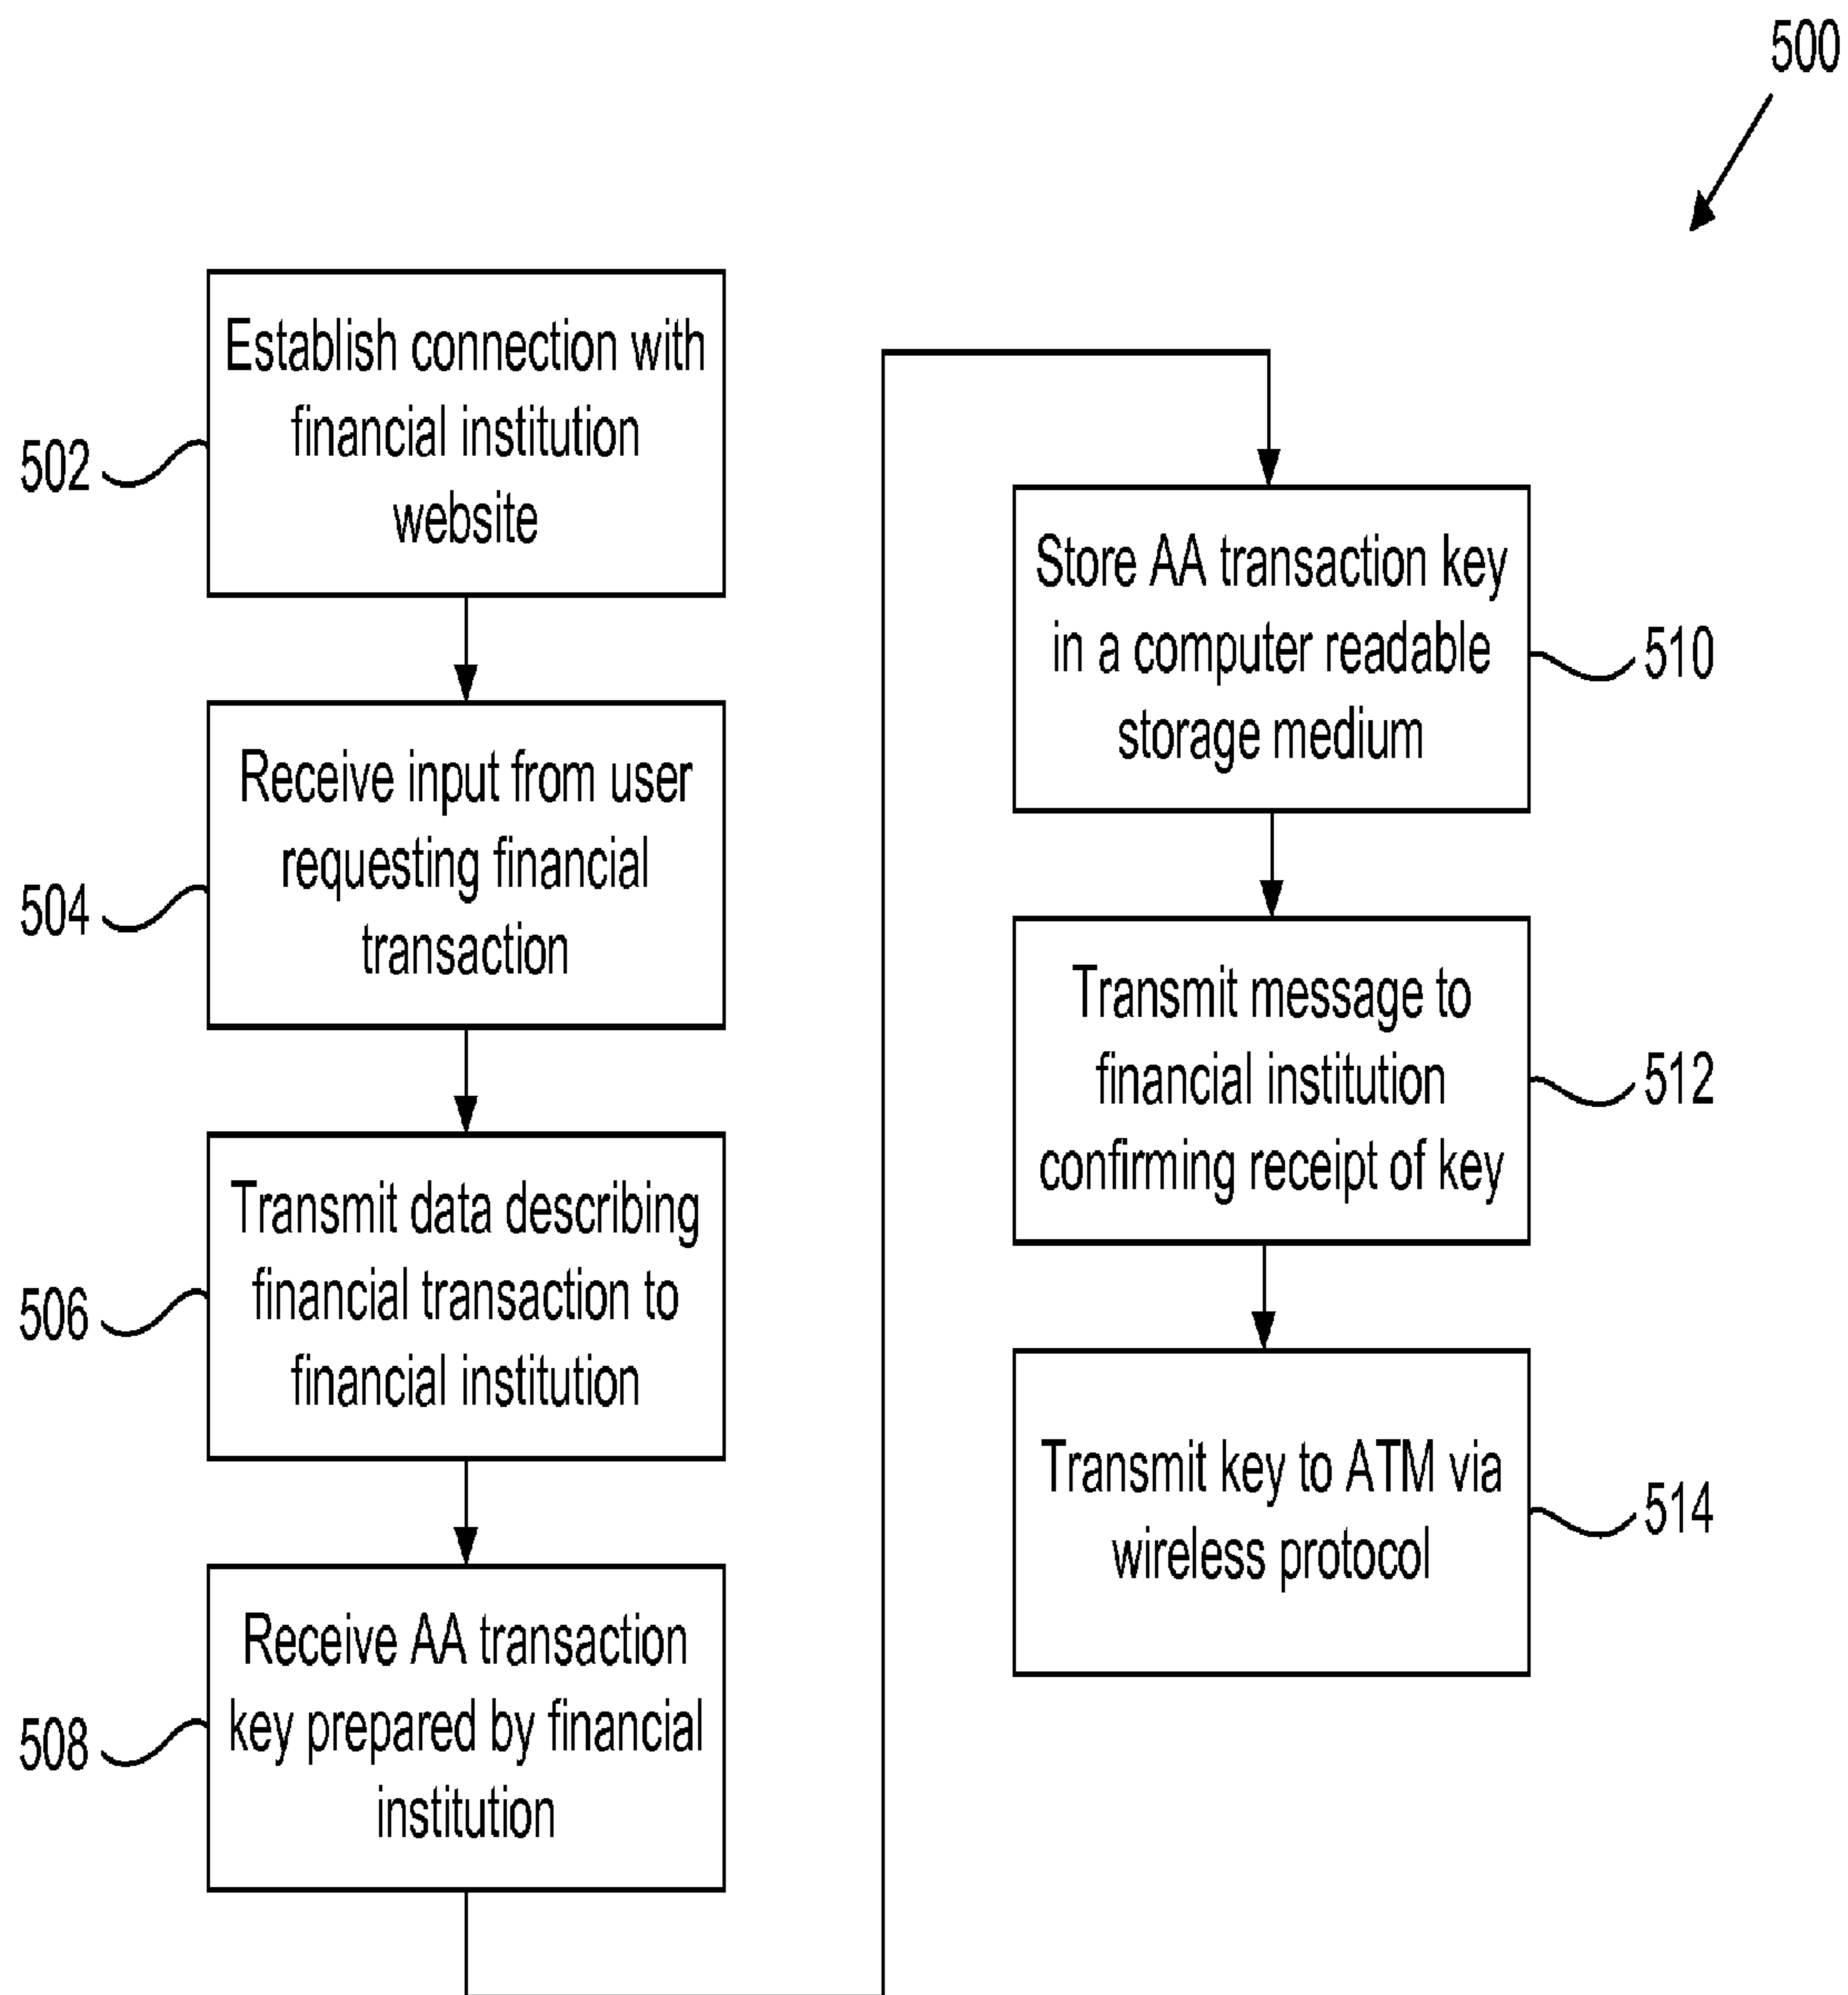 500
Establish connection with
financial institution
website
502
Receive input from user
requesting financial
transaction
504
Transmit data describing
financial transaction to
financial institution
506
Receive AA transaction
key prepared by financial
institution
508
Store AA transaction key
in a computer readable
storage medium
510
Transmit message to
financial institution
confirming receipt of key
512
Transmit key to ATM via
wireless protocol
514